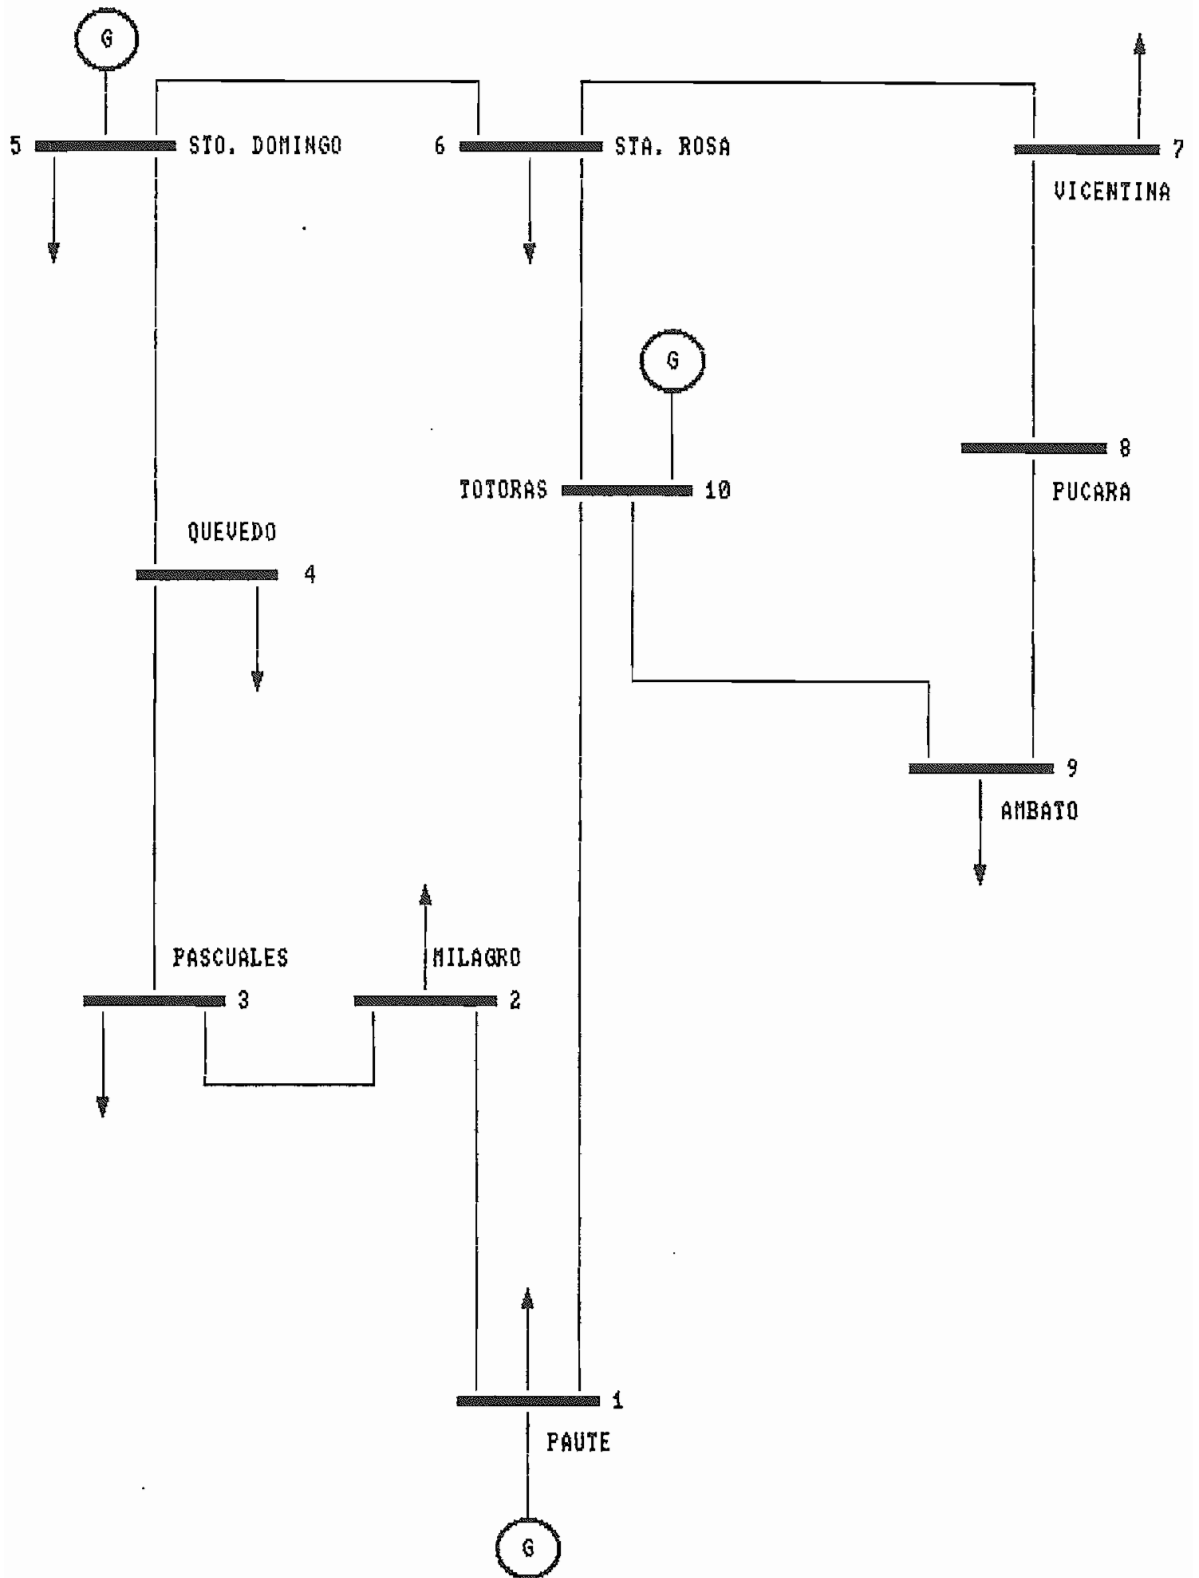 G
5 STO. DOMINGO 6 STA. ROSA 7
VICENTINA
G
8
TOTORAS 10 PUCARA
QUEVEDO
4
9
AMBATO
PASCUALES MILAGRO
3 2
1
PAUTE
G